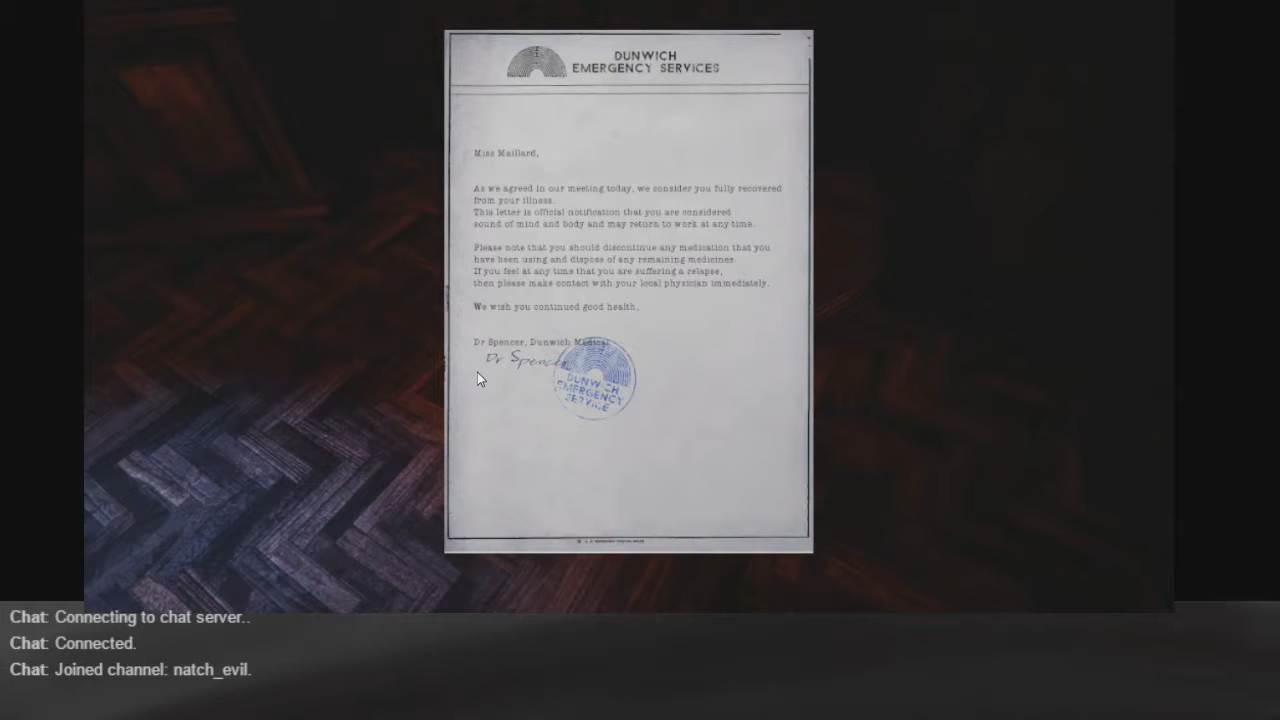 DUNWICH
EMERGENCY SERVICES
Miss Maillard,
As we agreed in our meeting today, we consider you fully recovered
from your illness.
This letter is official notification that you are considered
sound of mind and body and may return to work at any time.
Please note that you should discontinue any medication that you
have been using and dispose of any remaining medicines.
If you feel at any time that you are suffering a relapse,
then please make contact with your local physician immediately.
We wish you continued good health,
Dr Spencer, Dunwich Medical
Dr Spencer
DUNWICH
EMERGENCY
SERVICE
Chat: Connecting to chat server..
Chat: Connected.
Chat: Joined channel: natch_evil.